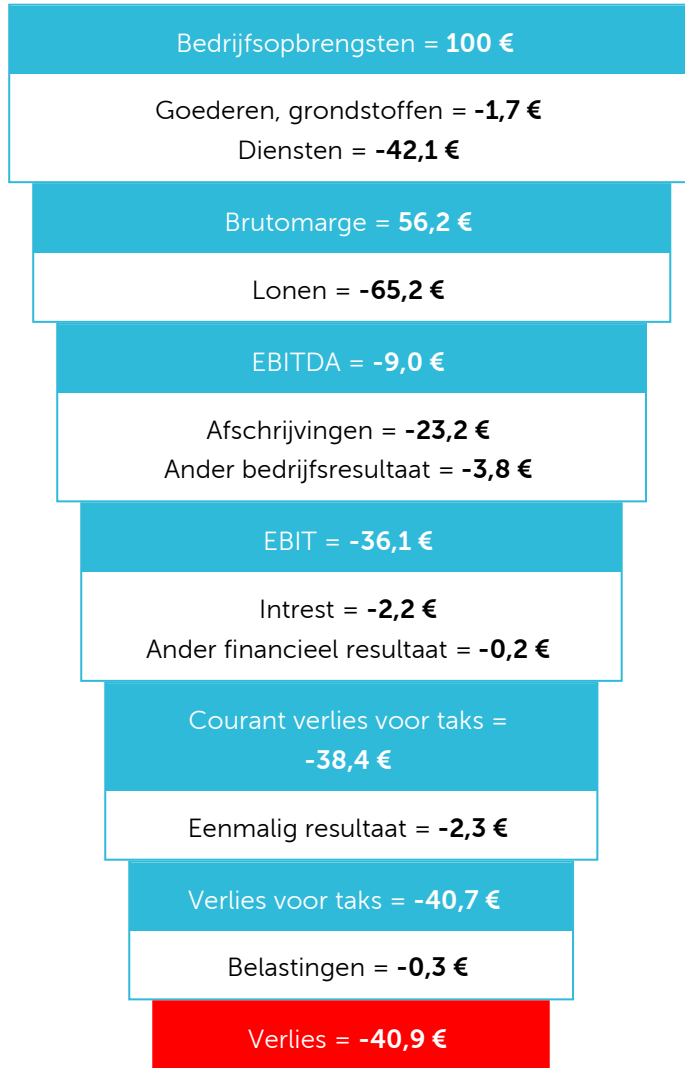 Bedrijfsopbrengsten = 100 €
Goederen, grondstoffen = -1,7 €
Diensten = -42,1 €
Brutomarge = 56,2 €
Lonen = -65,2 €
EBITDA = -9,0 €
Afschrijvingen = -23,2 €
Ander bedrijfsresultaat = -3,8 €
EBIT = -36,1 €
Intrest = -2,2 €
Ander financieel resultaat = -0,2 €
Courant verlies voor taks =
-38,4 €
Eenmalig resultaat = -2,3 €
Verlies voor taks = -40,7 €
Belastingen = -0,3 €
Verlies = -40,9 €